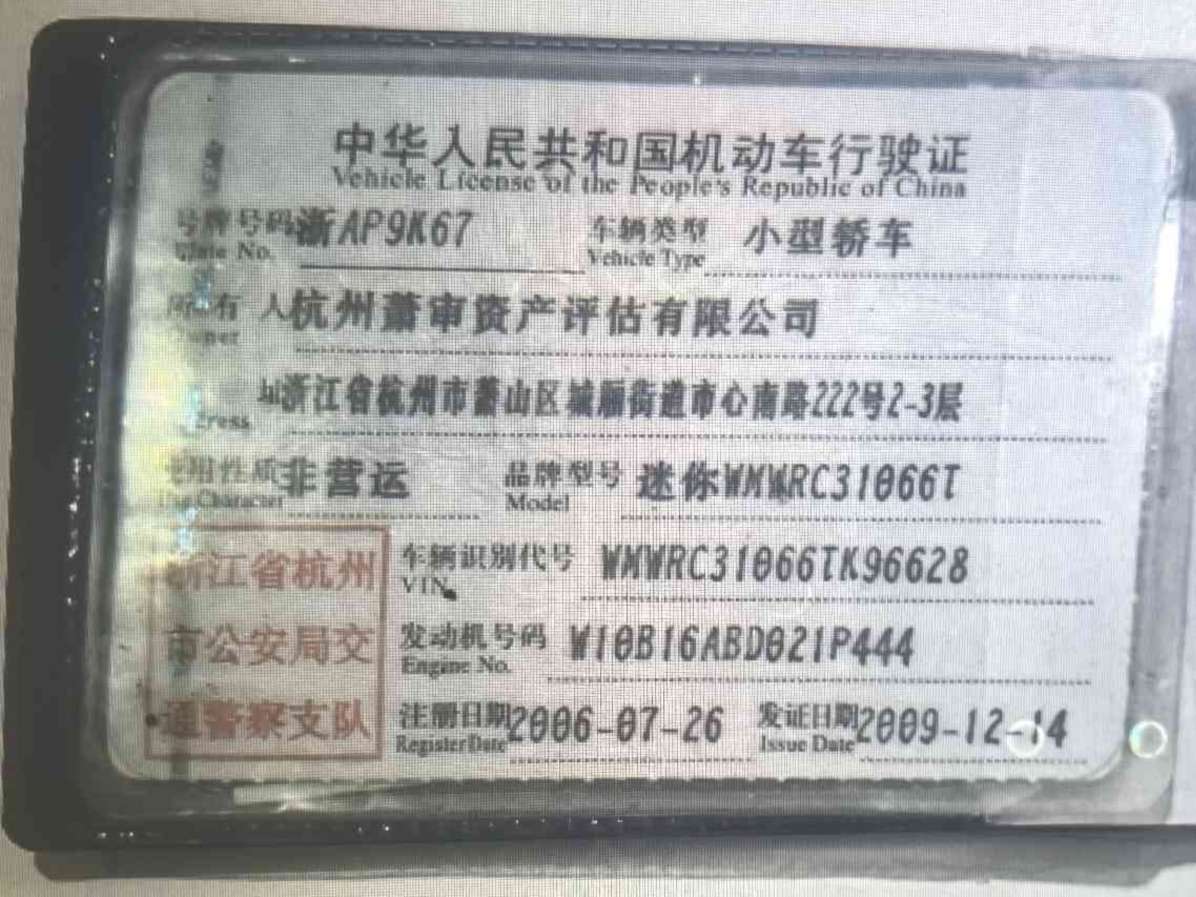 中华人民共和国机动车行驶证
Vehicle License of the People's Republic of China
号牌号码 浙AP9K67 车辆类型 小型轿车
Plate No. Vehicle Type
所有人 杭州萧审资产评估有限公司
Owner
址 浙江省杭州市萧山区城厢街道市心南路222号2-3层
使用性质 非营运 品牌型号 迷你WMWRC31066T
Use Character Model
浙江省杭州
市公安局交
通警察支队
车辆识别代号 WMWRC31066TK96628
VIN
发动机号码 W10B16ABD021P444
Engine No.
注册日期 2006-07-26 发证日期 2009-12-14
Register Date Issue Date